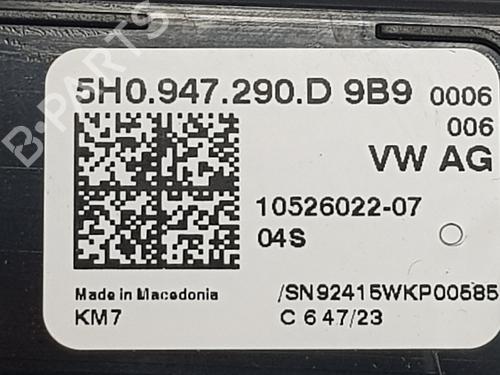 5H0.947.290.D 9B9 0006
006
VW AG
10526022-07
04S
Made in Macedonia
KM7
/SN92415WKP00585
C 6 47/23
B-PARTS